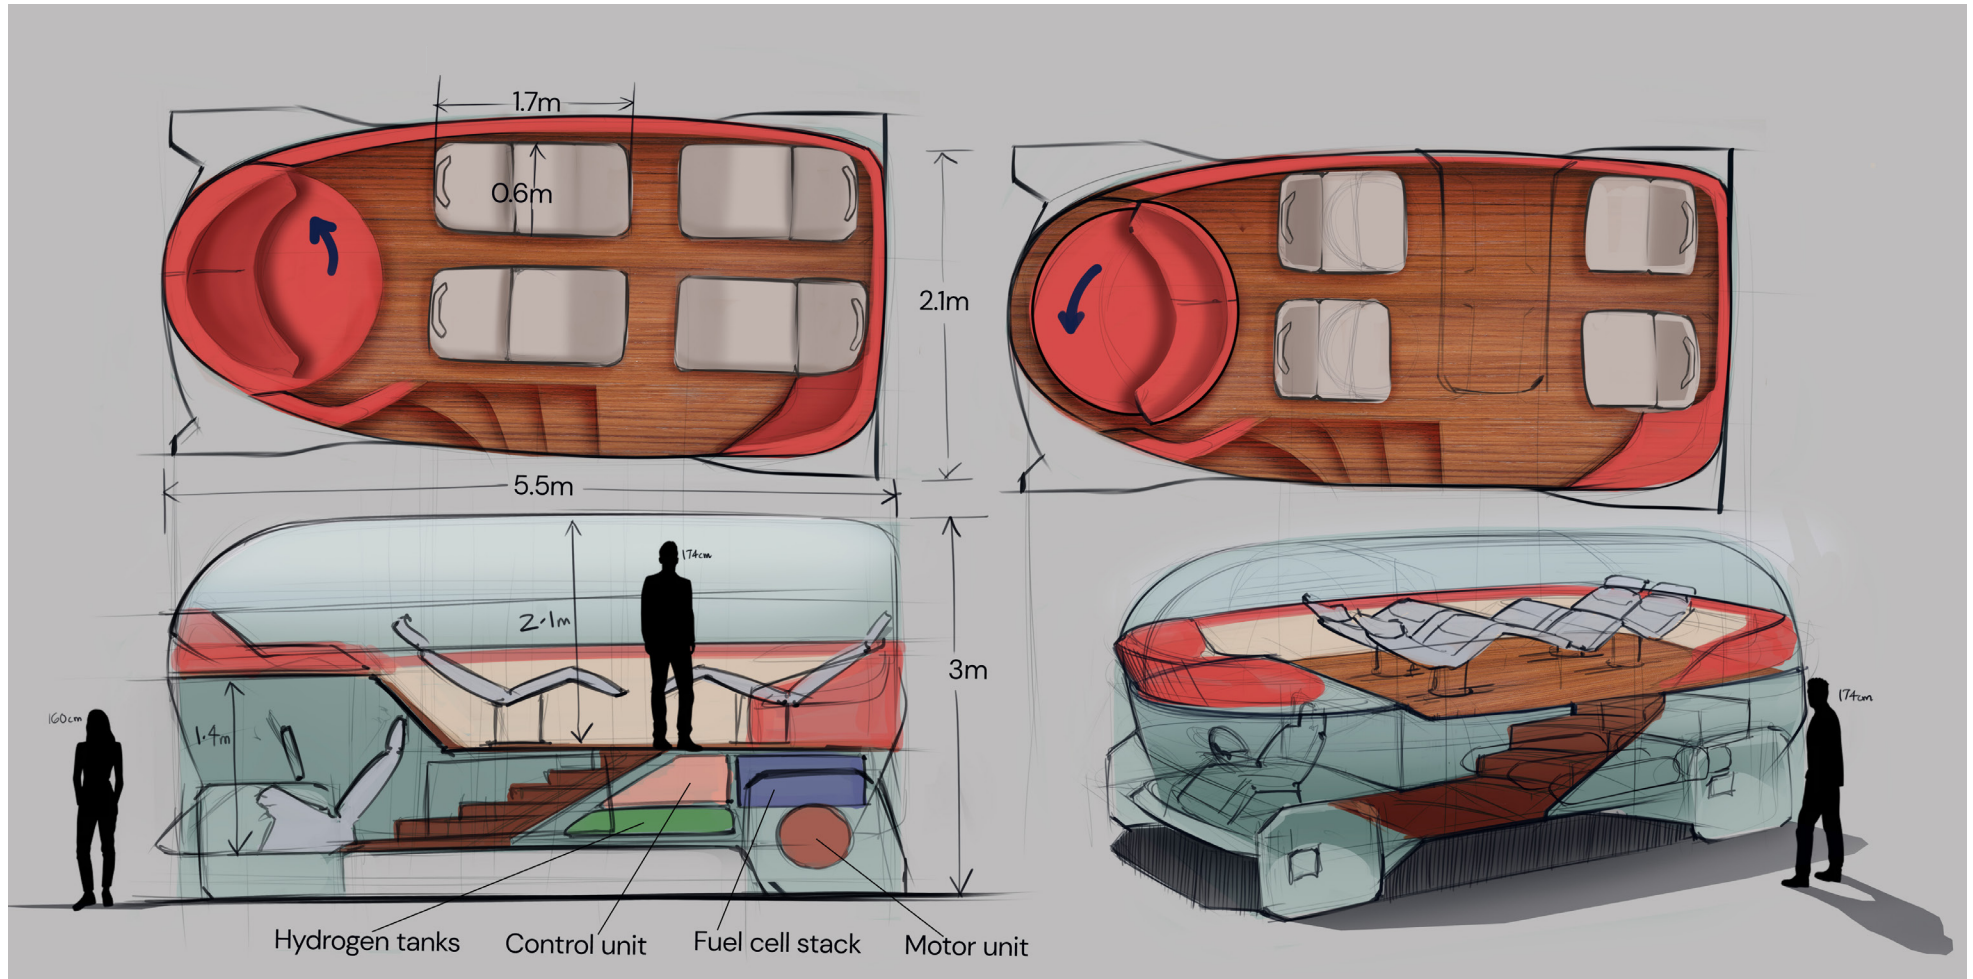 1.7m
0.6m
2.1m
5.5m
174cm
2.1m
3m
160cm
1.4m
174cm
Hydrogen tanks
Control unit
Fuel cell stack
Motor unit